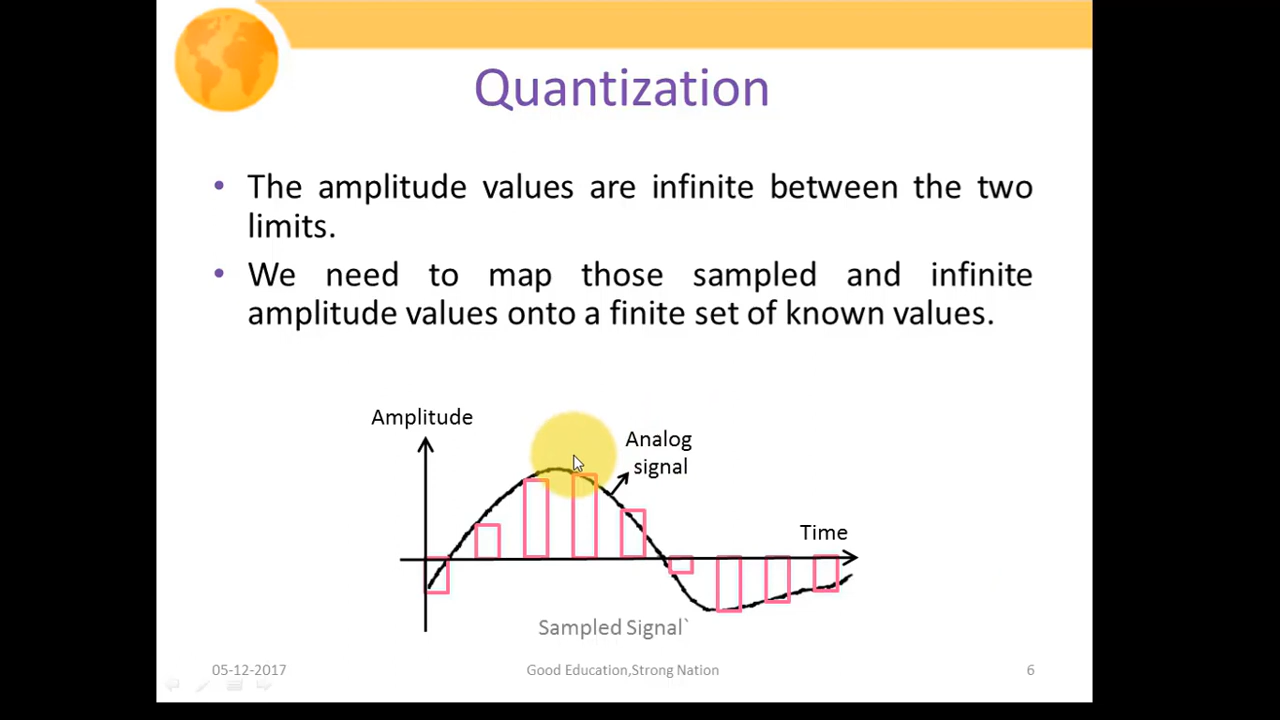 Quantization
• The amplitude values are infinite between the two
limits.
• We need to map those sampled and infinite
amplitude values onto a finite set of known values.
Amplitude
Analog
signal
Time
Sampled Signal`
05-12-2017
Good Education,Strong Nation
6